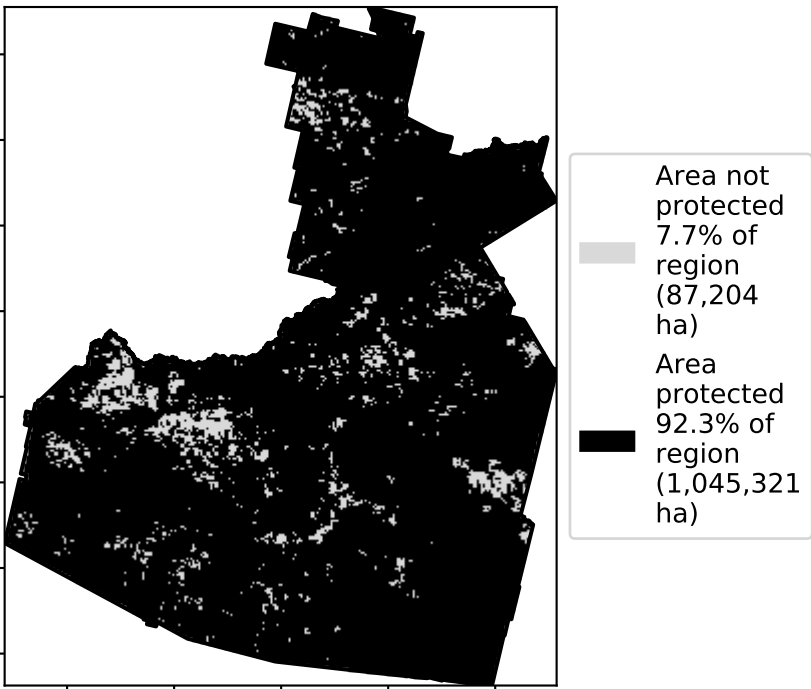 Area not
protected
7.7% of
region
(87,204
ha)
Area
protected
92.3% of
region
(1,045,321
ha)